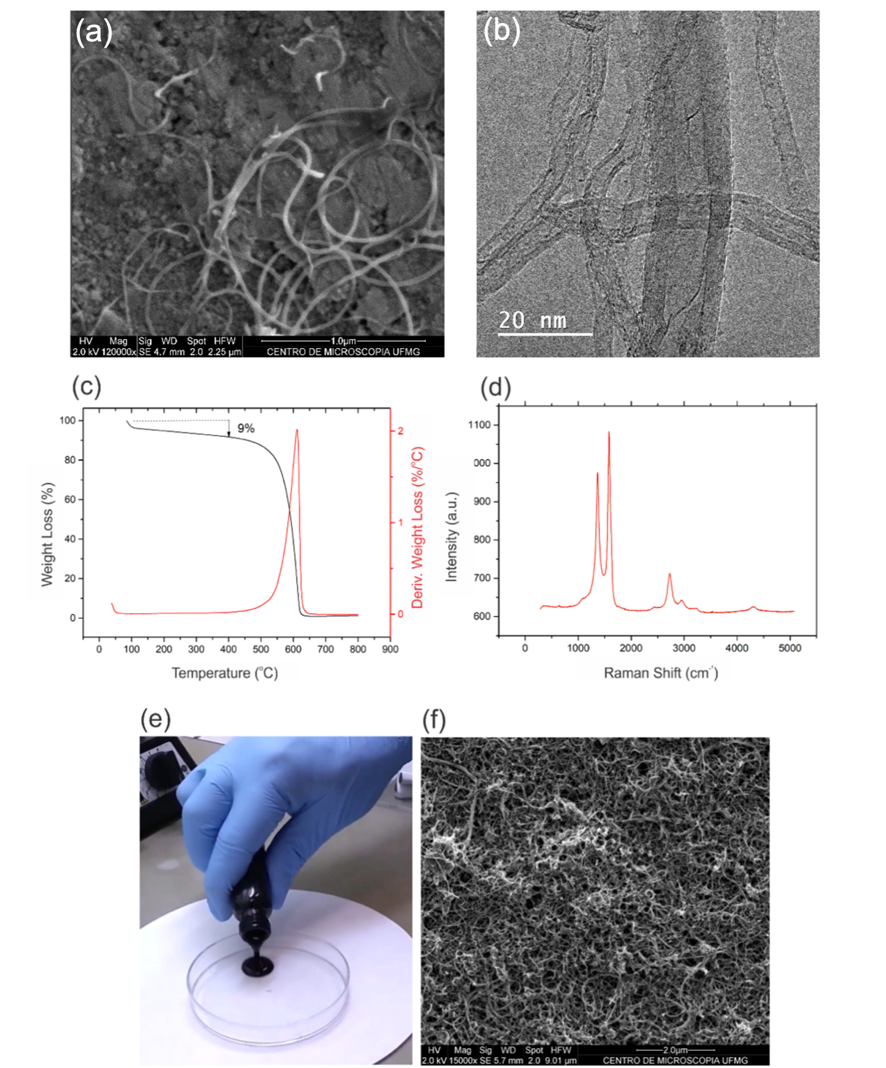 (a)
HV Mag Sig WD Spot HFW 1.0µm
2.0 kV 120000x SE 4.7 mm 2.0 2.25 µm CENTRO DE MICROSCOPIA UFMG
(b)
20 nm
(c)
100
80
60
40
20
0
9%
2
1
0
0 100 200 300 400 500 600 700 800 900
Weight Loss (%)
Deriv. Weight Loss (%/°C)
Temperature (°C)
(d)
1100
000
900
800
700
600
0 1000 2000 3000 4000 5000
Intensity (a.u.)
Raman Shift (cm⁻¹)
(e)
(f)
HV Mag Sig WD Spot HFW 2.0µm
2.0 kV 15000x SE 5.7 mm 2.0 9.01 µm CENTRO DE MICROSCOPIA UFMG